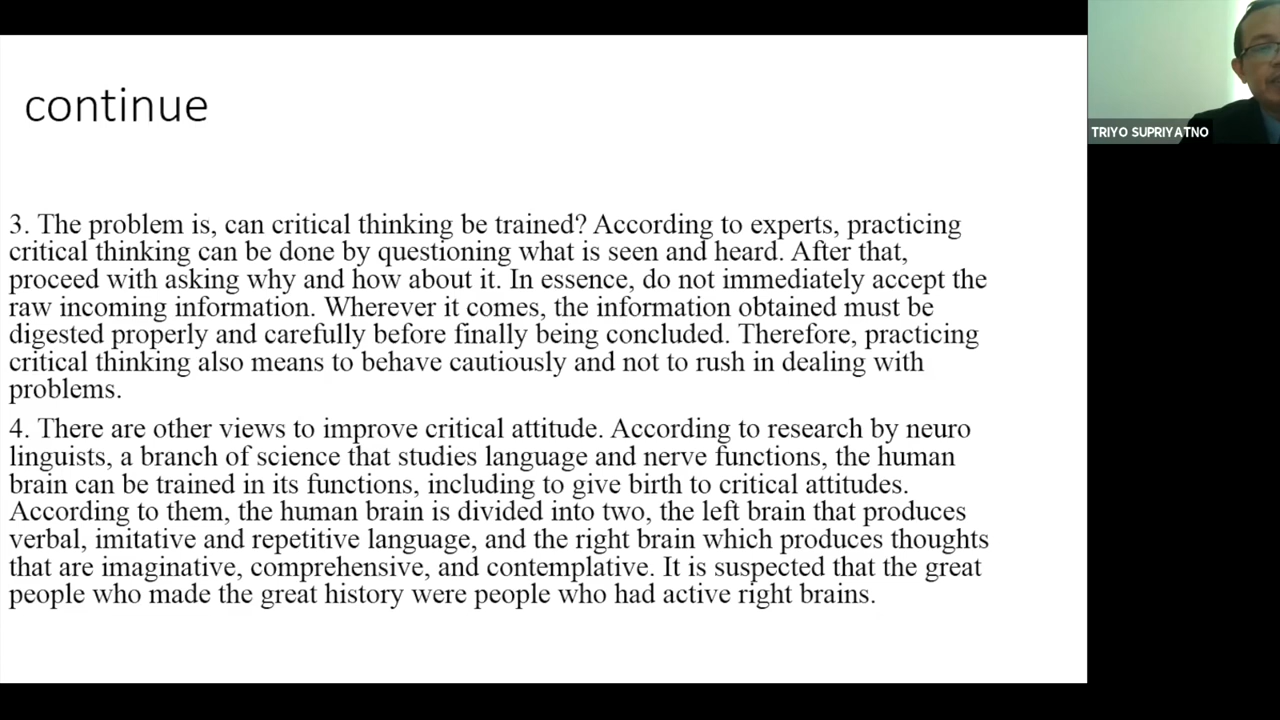 continue
TRIYO SUPRIYATNO
3. The problem is, can critical thinking be trained? According to experts, practicing
critical thinking can be done by questioning what is seen and heard. After that,
proceed with asking why and how about it. In essence, do not immediately accept the
raw incoming information. Wherever it comes, the information obtained must be
digested properly and carefully before finally being concluded. Therefore, practicing
critical thinking also means to behave cautiously and not to rush in dealing with
problems.
4. There are other views to improve critical attitude. According to research by neuro
linguists, a branch of science that studies language and nerve functions, the human
brain can be trained in its functions, including to give birth to critical attitudes.
According to them, the human brain is divided into two, the left brain that produces
verbal, imitative and repetitive language, and the right brain which produces thoughts
that are imaginative, comprehensive, and contemplative. It is suspected that the great
people who made the great history were people who had active right brains.